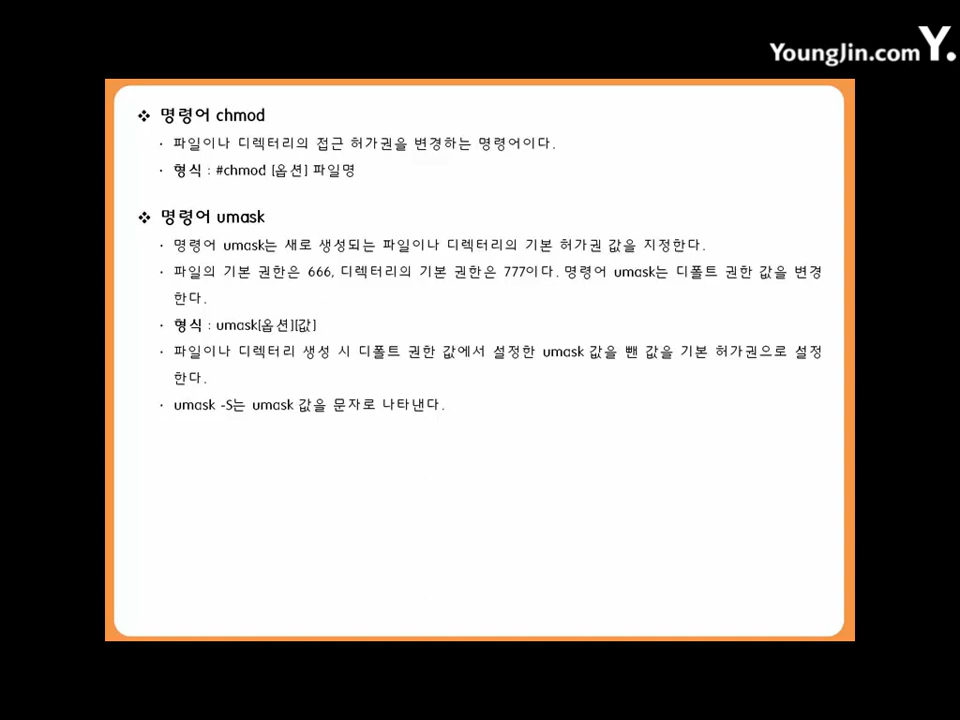 YoungJin.com Y.
❖ 명령어 chmod
· 파일이나 디렉터리의 접근 허가권을 변경하는 명령어이다.
· 형식 : #chmod [옵션] 파일명
❖ 명령어 umask
· 명령어 umask는 새로 생성되는 파일이나 디렉터리의 기본 허가권 값을 지정한다.
· 파일의 기본 권한은 666, 디렉터리의 기본 권한은 777이다. 명령어 umask는 디폴트 권한 값을 변경
한다.
· 형식 : umask[옵션][값]
· 파일이나 디렉터리 생성 시 디폴트 권한 값에서 설정한 umask 값을 뺀 값을 기본 허가권으로 설정
한다.
· umask -S는 umask 값을 문자로 나타낸다.